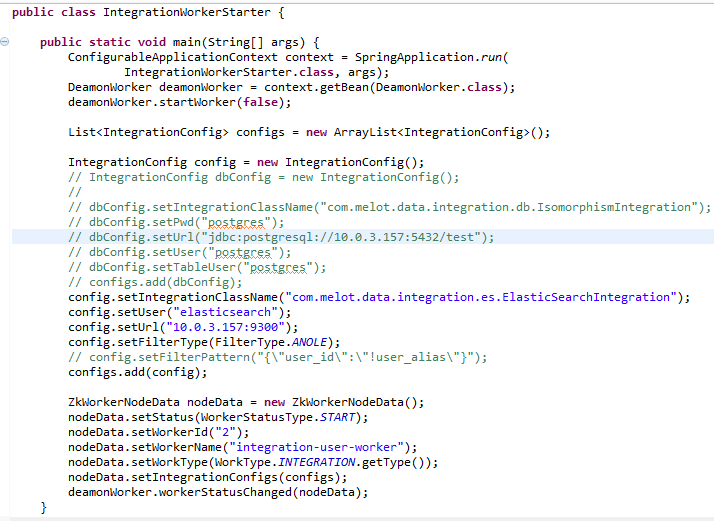 public class IntegrationWorkerStarter {
public static void main(String[] args) {
ConfigurableApplicationContext context = SpringApplication.run(
IntegrationWorkerStarter.class, args);
DeamonWorker deamonWorker = context.getBean(DeamonWorker.class);
deamonWorker.startWorker(false);
List<IntegrationConfig> configs = new ArrayList<IntegrationConfig>();
IntegrationConfig config = new IntegrationConfig();
// IntegrationConfig dbConfig = new IntegrationConfig();
//
// dbConfig.setIntegrationClassName("com.melot.data.integration.db.IsomorphismIntegration");
// dbConfig.setPwd("postgres");
// dbConfig.setUrl("jdbc:postgresql://10.0.3.157:5432/test");
// dbConfig.setUser("postgres");
// dbConfig.setTableUser("postgres");
// configs.add(dbConfig);
config.setIntegrationClassName("com.melot.data.integration.es.ElasticSearchIntegration");
config.setUser("elasticsearch");
config.setUrl("10.0.3.157:9300");
config.setFilterType(FilterType.ANOLE);
// config.setFilterPattern("{\"user_id\":\"!user_alias\"}");
configs.add(config);
ZkWorkerNodeData nodeData = new ZkWorkerNodeData();
nodeData.setStatus(WorkerStatusType.START);
nodeData.setWorkerId("2");
nodeData.setWorkerName("integration-user-worker");
nodeData.setWorkType(WorkType.INTEGRATION.getType());
nodeData.setIntegrationConfigs(configs);
deamonWorker.workerStatusChanged(nodeData);
}